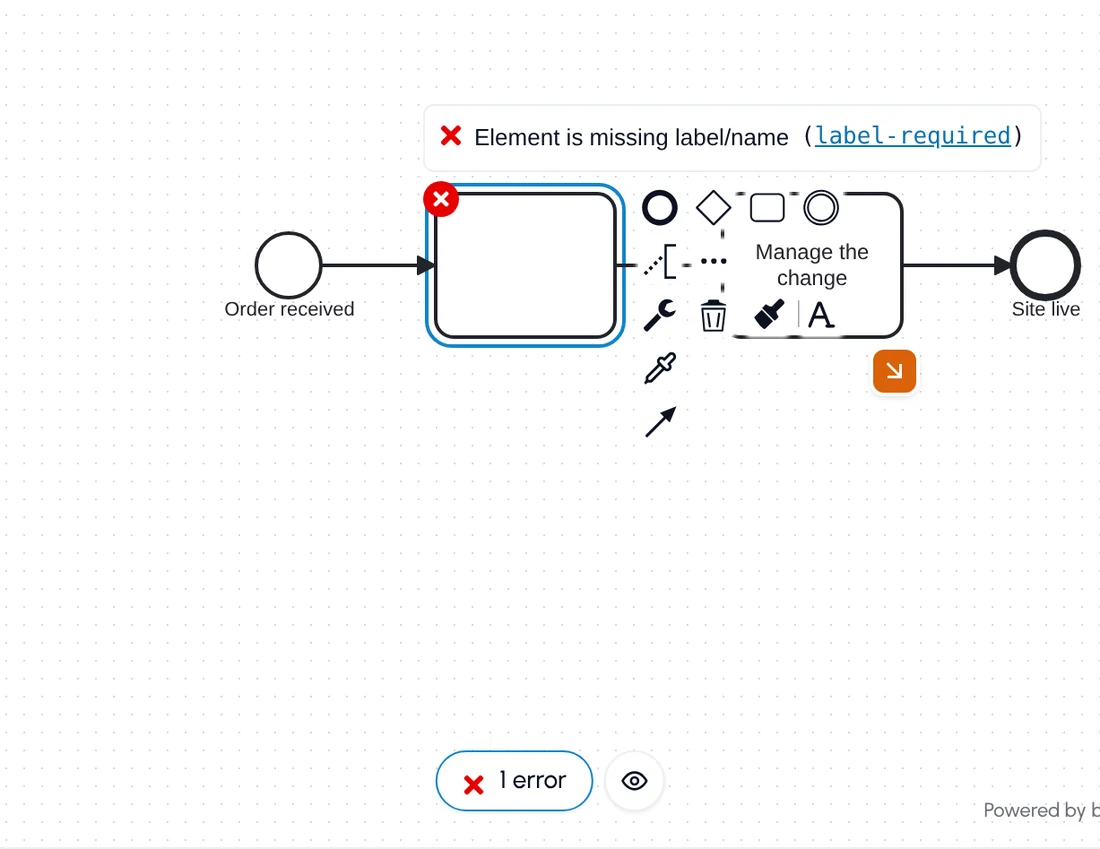 Element is missing label/name (label-required)
Manage the
change
Order received
Site live
1 error
Powered by b